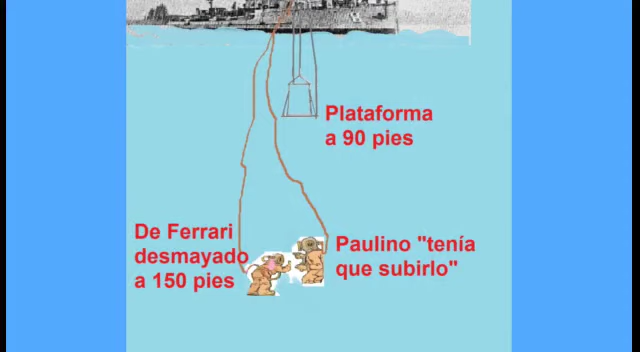 Plataforma
a 90 pies
De Ferrari
desmayado
a 150 pies
Paulino "tenía
que subirlo"